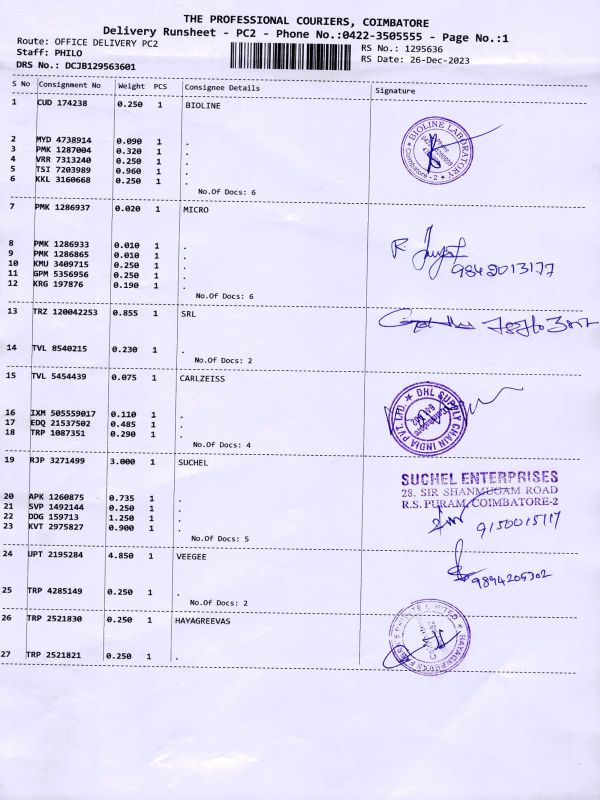 THE PROFESSIONAL COURIERS, COIMBATORE
Delivery Runsheet - PC2 - Phone No.:0422-3505555 - Page No.:1
Route: OFFICE DELIVERY PC2
RS No.: 1295636
Staff: PHILO
RS Date: 26-Dec-2023
DRS No.: DCJB129563601
S No Consignment No Weight PCS Consignee Details Signature
1 CUD 174238 0.250 1 BIOLINE
BIOLINE LABORATORY
Coimbatore - 2
2 MYD 4738914 0.090 1 .
3 PMK 1287004 0.320 1 .
4 VRR 7313240 0.250 1 .
5 TSI 7203989 0.960 1 .
6 KKL 3160668 0.250 1 .
No.Of Docs: 6
7 PMK 1286937 0.020 1 MICRO
8 PMK 1286933 0.010 1 .
9 PMK 1286865 0.010 1 .
10 KMU 3409715 0.250 1 .
11 GPM 5356956 0.250 1 .
12 KRG 197876 0.190 1 .
9842013177
No.Of Docs: 6
13 TRZ 120042253 0.855 1 SRL
14 TVL 8540215 0.230 1 .
No.Of Docs: 2
15 TVL 5454439 0.075 1 CARLZEISS
DHL SUPPLY CHAIN INDIA PVT. LTD.
16 IXM 505559017 0.110 1 .
17 EDQ 21537502 0.485 1 .
18 TRP 1087351 0.290 1 .
No.Of Docs: 4
19 RJP 3271499 3.000 1 SUCHEL
SUCHEL ENTERPRISES
28, SIR SHANMUGAM ROAD
R.S. PURAM, COIMBATORE-2
20 APK 1260875 0.735 1 .
21 SVP 1492144 0.250 1 .
22 DDG 159713 1.250 1 .
23 KVT 2975827 0.900 1 .
9150015117
No.Of Docs: 5
24 UPT 2195284 4.850 1 VEEGEE
9894205302
25 TRP 4285149 0.250 1 .
No.Of Docs: 2
26 TRP 2521830 0.250 1 HAYAGREEVAS
27 TRP 2521821 0.250 1 .